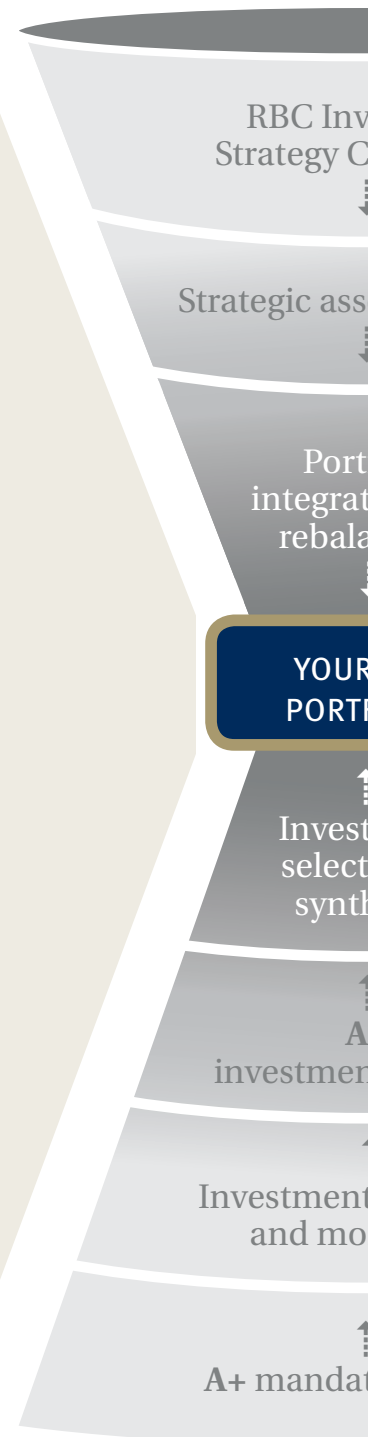 RBC Inv
Strategy C
Strategic ass
Port
integrat
rebala
YOUR
PORTF
Invest
select
synth
A
investmen
Investment
and mo
A+ mandat